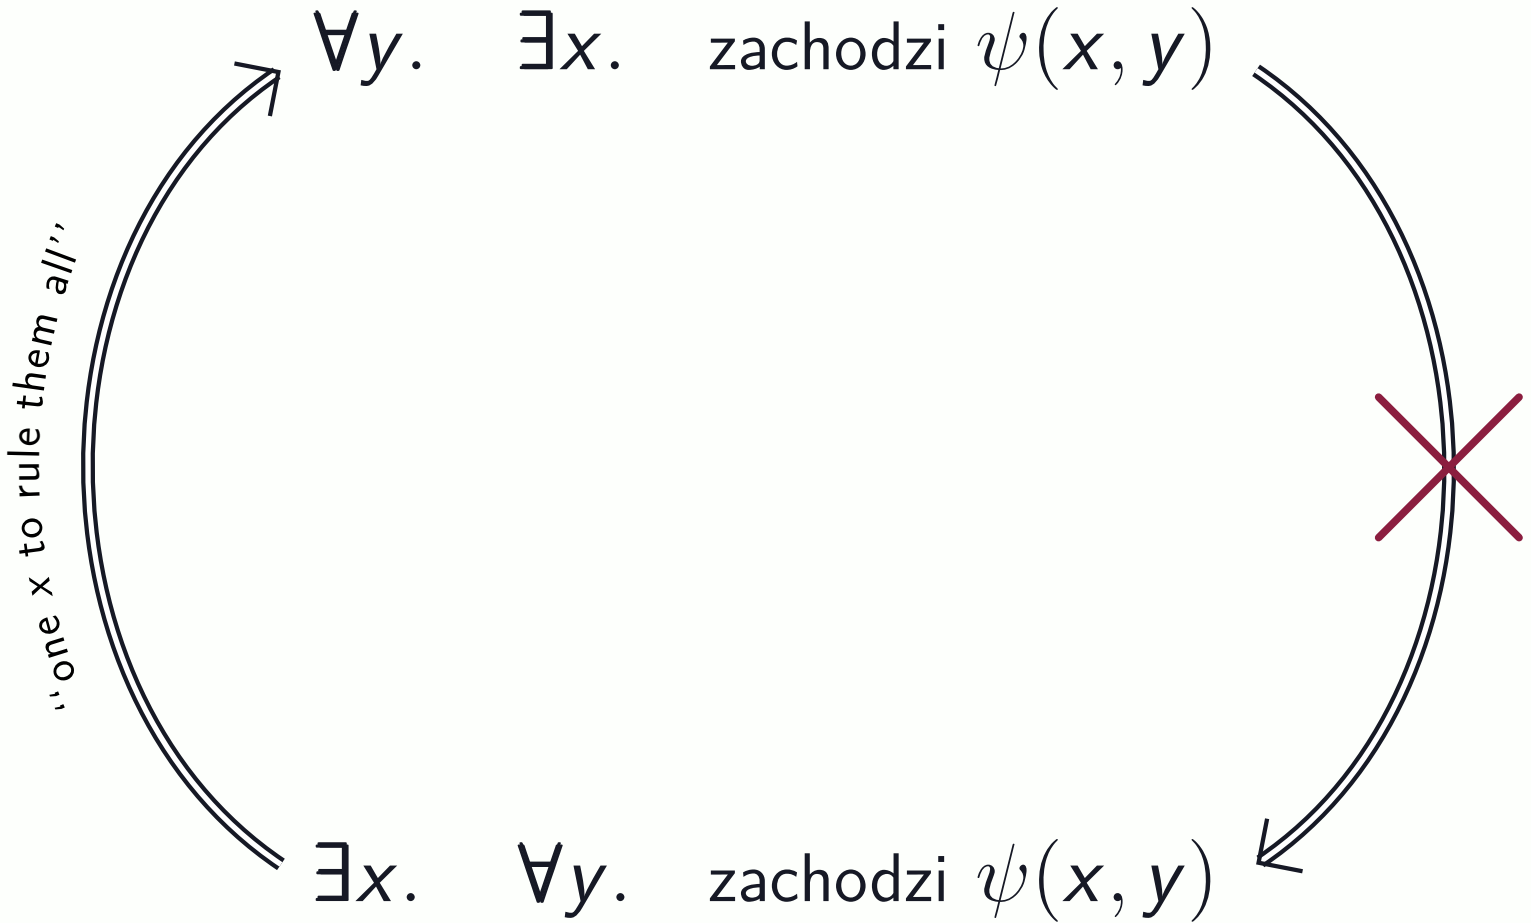 ∀y. ∃x. zachodzi ψ(x, y)
‘‘one x to rule them all’’
∃x. ∀y. zachodzi ψ(x, y)